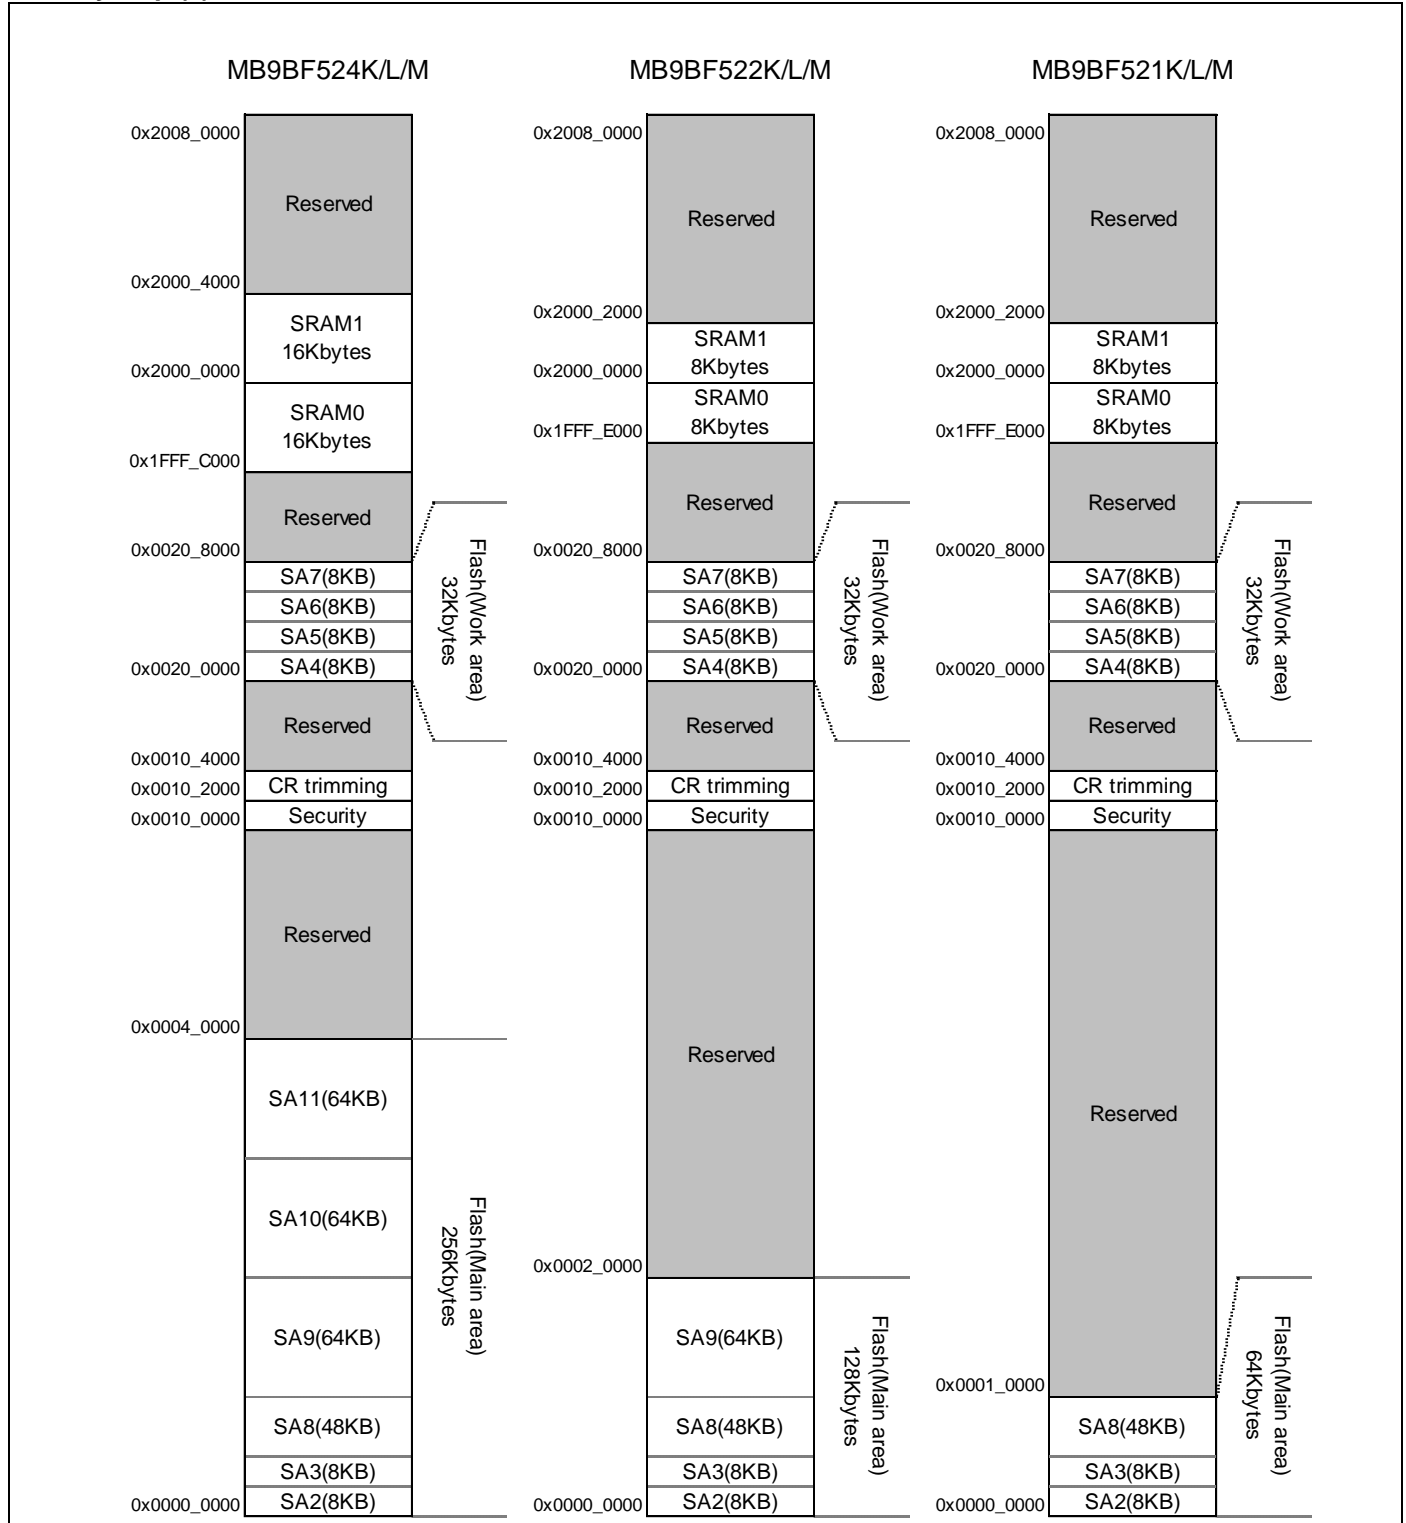 MB9BF524K/L/M
0x2008_0000
Reserved
0x2000_4000
SRAM1
16Kbytes
0x2000_0000
SRAM0
16Kbytes
0x1FFF_C000
Reserved
0x0020_8000
SA7(8KB)
SA6(8KB)
SA5(8KB)
0x0020_0000 SA4(8KB)
Flash(Work area)
32Kbytes
Reserved
0x0010_4000
0x0010_2000 CR trimming
0x0010_0000 Security
Reserved
0x0004_0000
SA11(64KB)
SA10(64KB)
SA9(64KB)
SA8(48KB)
SA3(8KB)
0x0000_0000 SA2(8KB)
Flash(Main area)
256Kbytes
MB9BF522K/L/M
0x2008_0000
Reserved
0x2000_2000
SRAM1
8Kbytes
0x2000_0000
SRAM0
8Kbytes
0x1FFF_E000
Reserved
0x0020_8000
SA7(8KB)
SA6(8KB)
SA5(8KB)
0x0020_0000 SA4(8KB)
Flash(Work area)
32Kbytes
Reserved
0x0010_4000
0x0010_2000 CR trimming
0x0010_0000 Security
Reserved
0x0002_0000
SA9(64KB)
SA8(48KB)
SA3(8KB)
0x0000_0000 SA2(8KB)
Flash(Main area)
128Kbytes
MB9BF521K/L/M
0x2008_0000
Reserved
0x2000_2000
SRAM1
8Kbytes
0x2000_0000
SRAM0
8Kbytes
0x1FFF_E000
Reserved
0x0020_8000
SA7(8KB)
SA6(8KB)
SA5(8KB)
0x0020_0000 SA4(8KB)
Flash(Work area)
32Kbytes
Reserved
0x0010_4000
0x0010_2000 CR trimming
0x0010_0000 Security
Reserved
0x0001_0000
SA8(48KB)
SA3(8KB)
0x0000_0000 SA2(8KB)
Flash(Main area)
64Kbytes